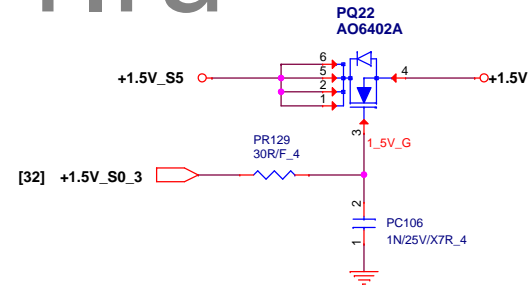 PQ22
AO6402A
+1.5V_S5
6
5
2
1
4
+1.5V
3
1_5V_G
PR129
30R/F_4
[32] +1.5V_S0_3
2
1
PC106
1N/25V/X7R_4